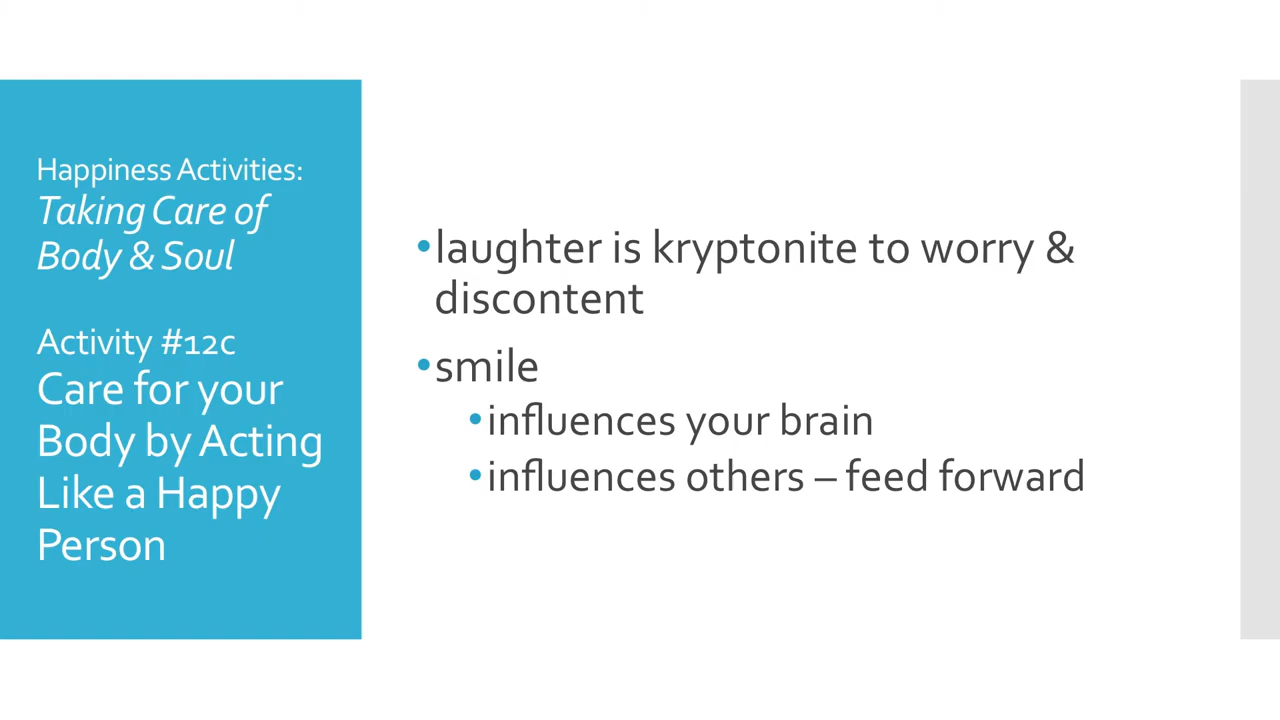 Happiness Activities:
Taking Care of
Body & Soul
Activity #12c
Care for your
Body by Acting
Like a Happy
Person
•laughter is kryptonite to worry &
discontent
•smile
•influences your brain
•influences others – feed forward